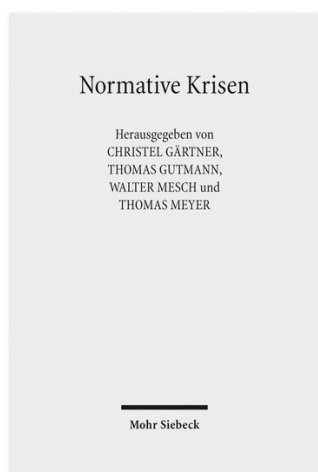 Normative Krisen
Herausgegeben von
CHRISTEL GÄRTNER,
THOMAS GUTMANN,
WALTER MESCH und
THOMAS MEYER
Mohr Siebeck